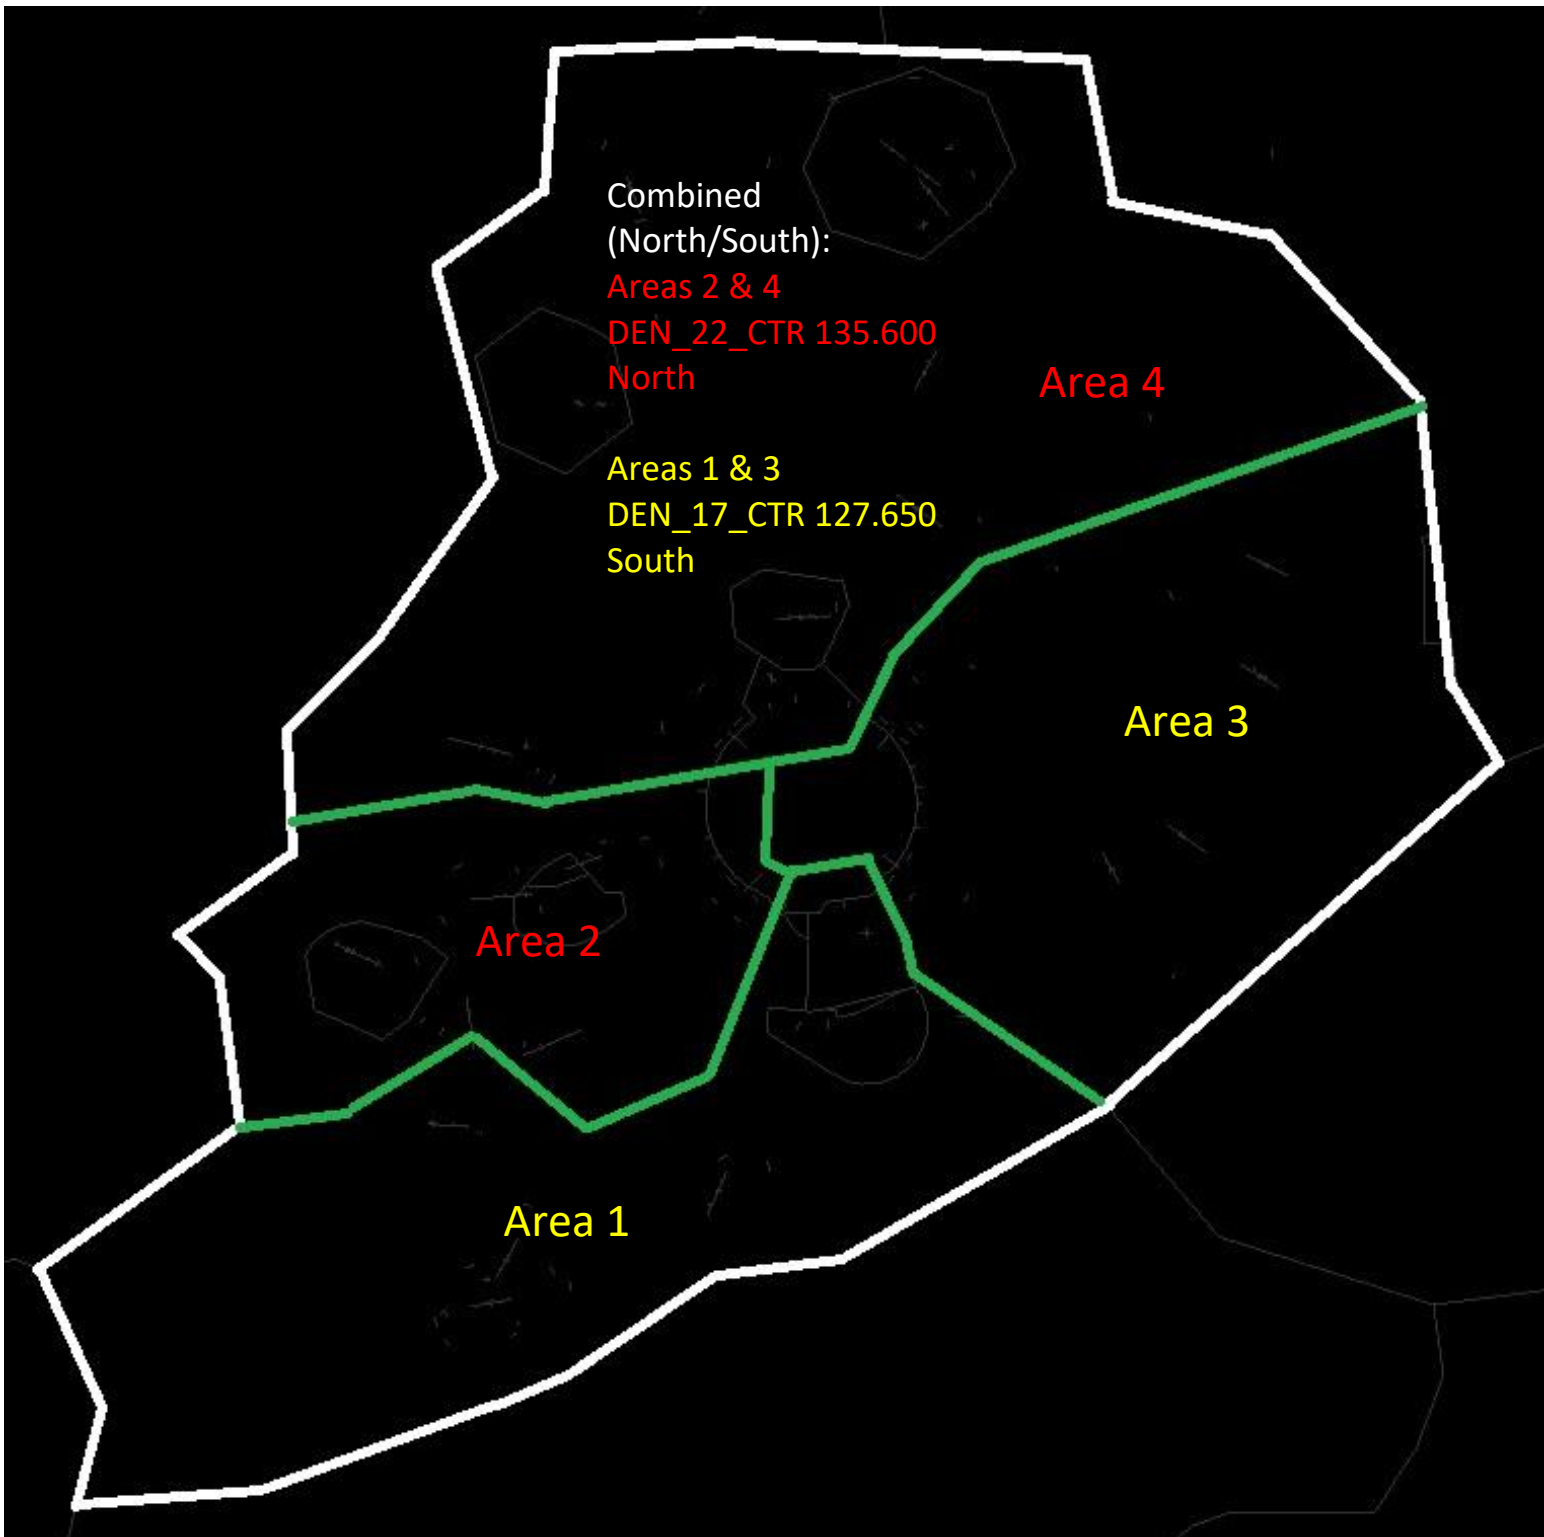 Combined
(North/South):
Areas 2 & 4
DEN_22_CTR 135.600
North
Area 4
Areas 1 & 3
DEN_17_CTR 127.650
South
Area 3
Area 2
Area 1